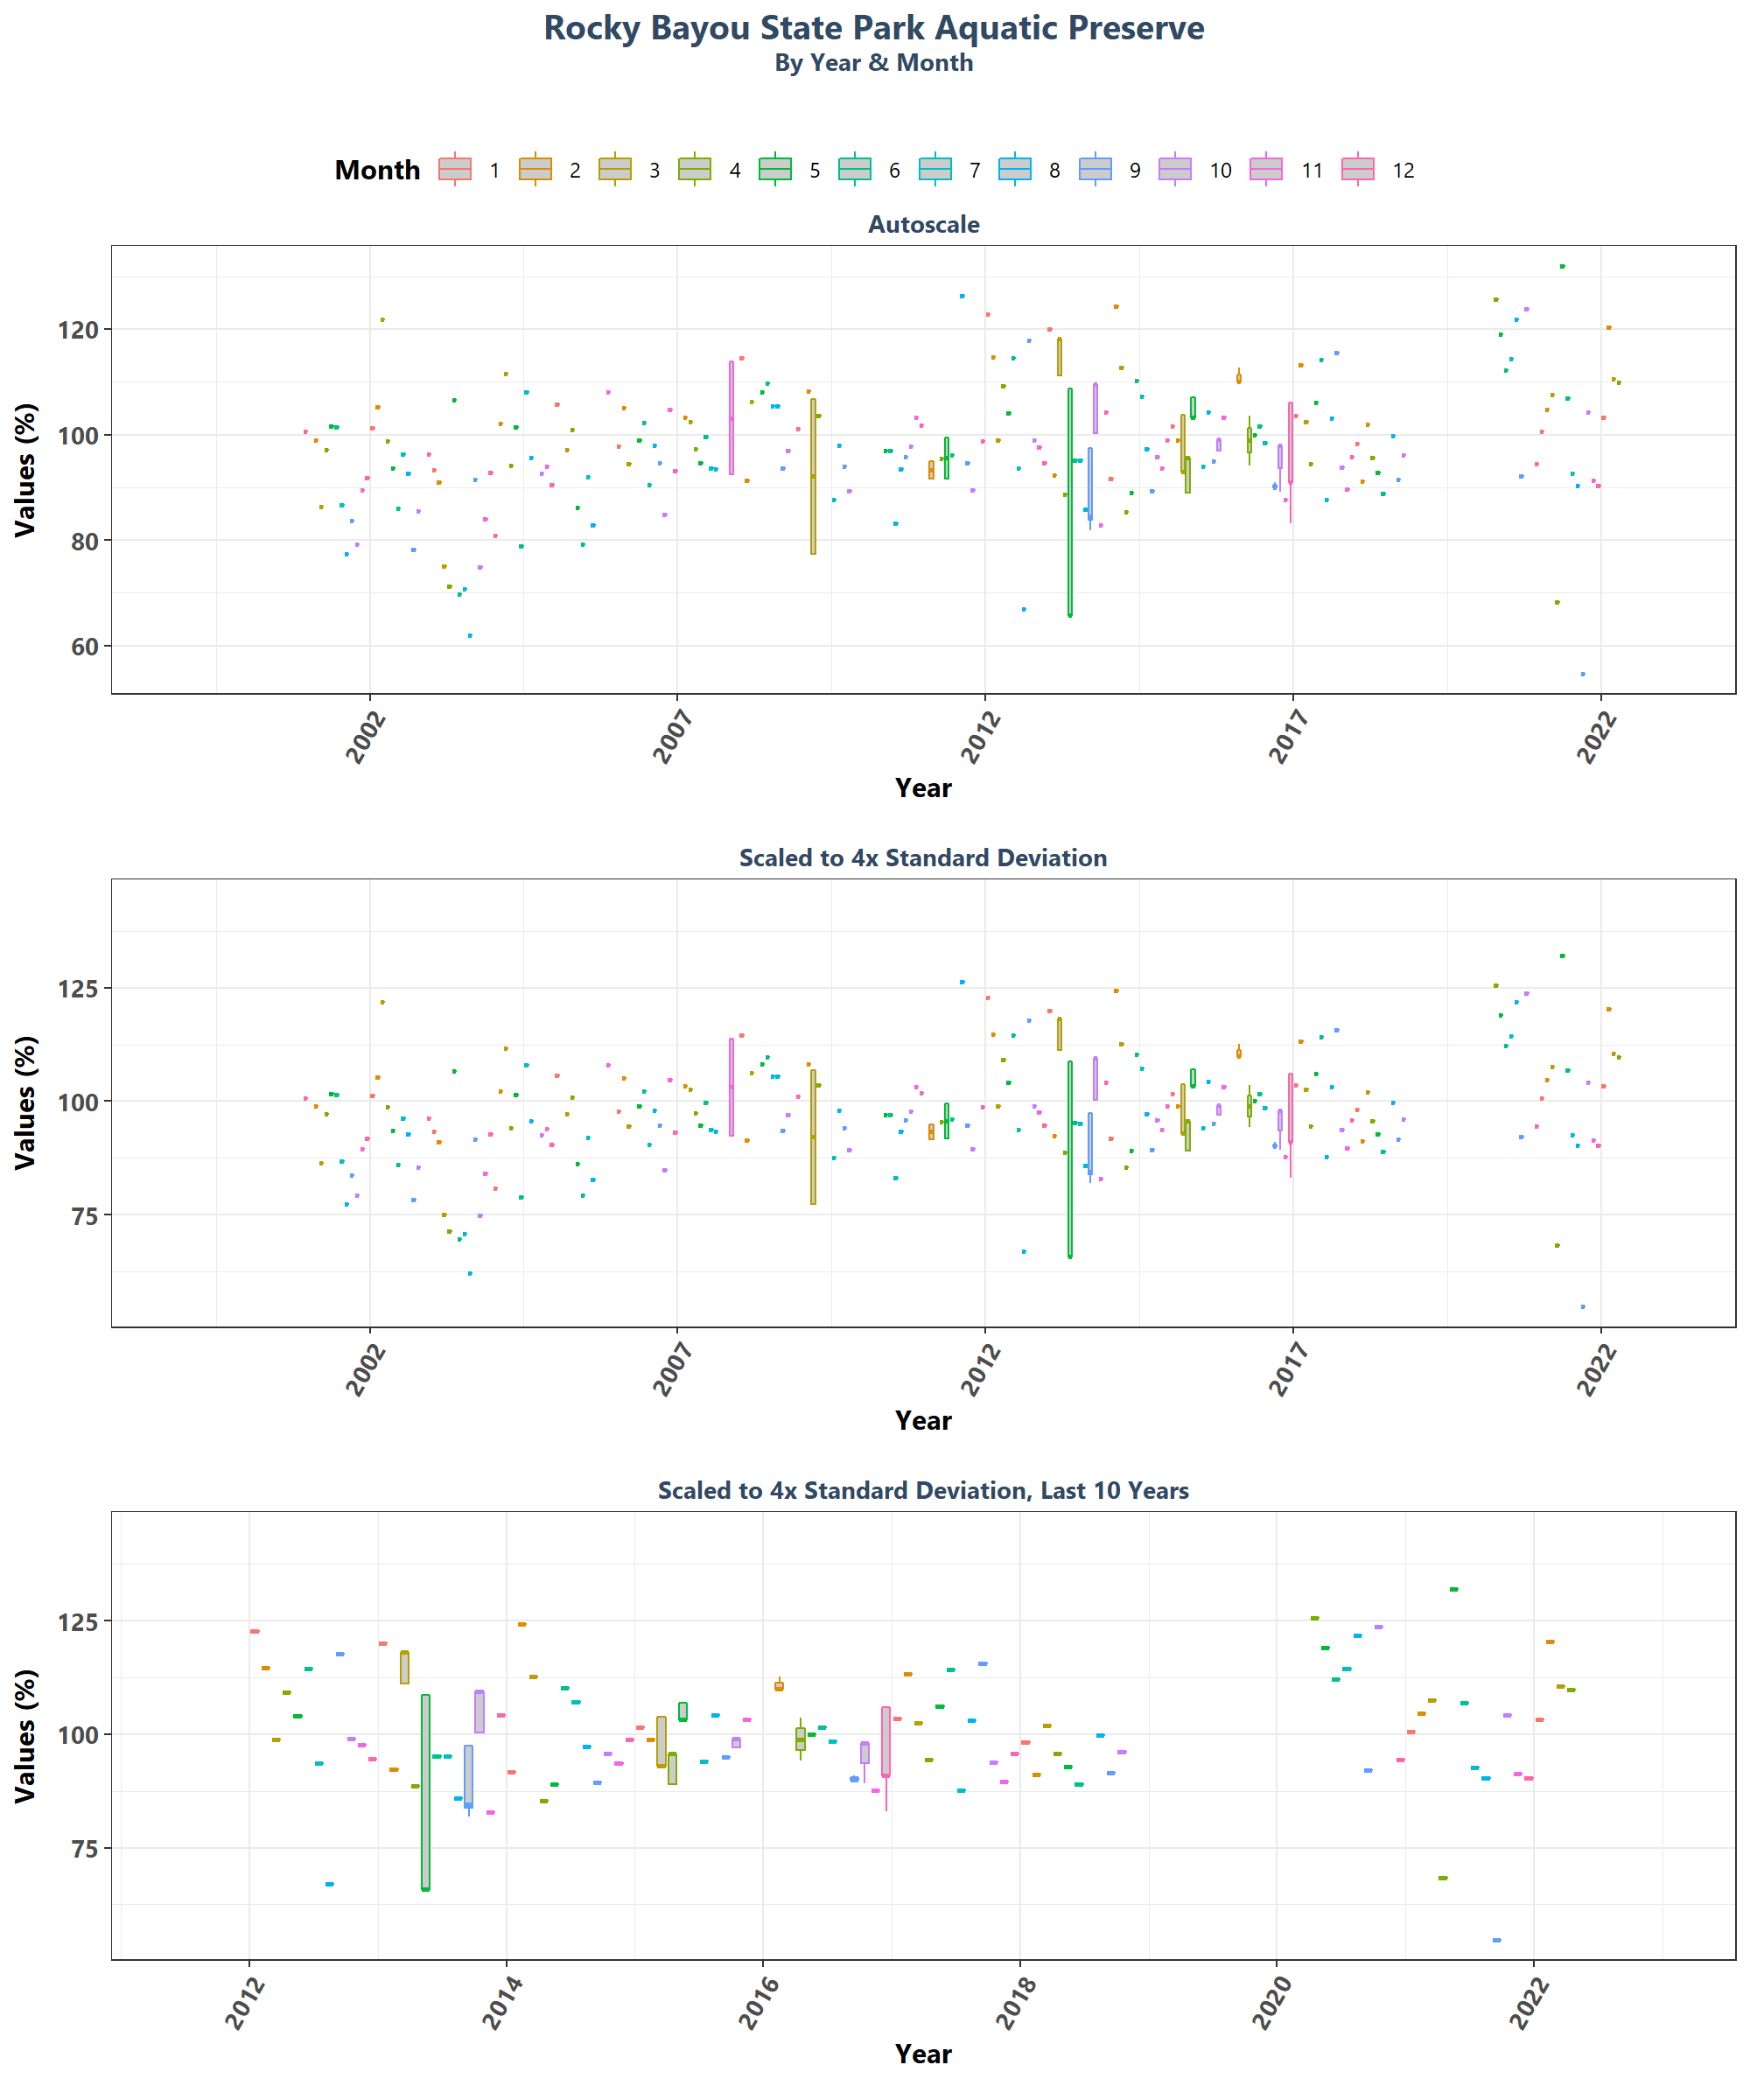 Rocky Bayou State Park Aquatic Preserve
By Year & Month
Month 1 2 3 4 5 6 7 8 9 10 11 12
Autoscale
Values (%)
120
100
80
60
2002 2007 2012 2017 2022
Year
Scaled to 4x Standard Deviation
Values (%)
125
100
75
2002 2007 2012 2017 2022
Year
Scaled to 4x Standard Deviation, Last 10 Years
Values (%)
125
100
75
2012 2014 2016 2018 2020 2022
Year